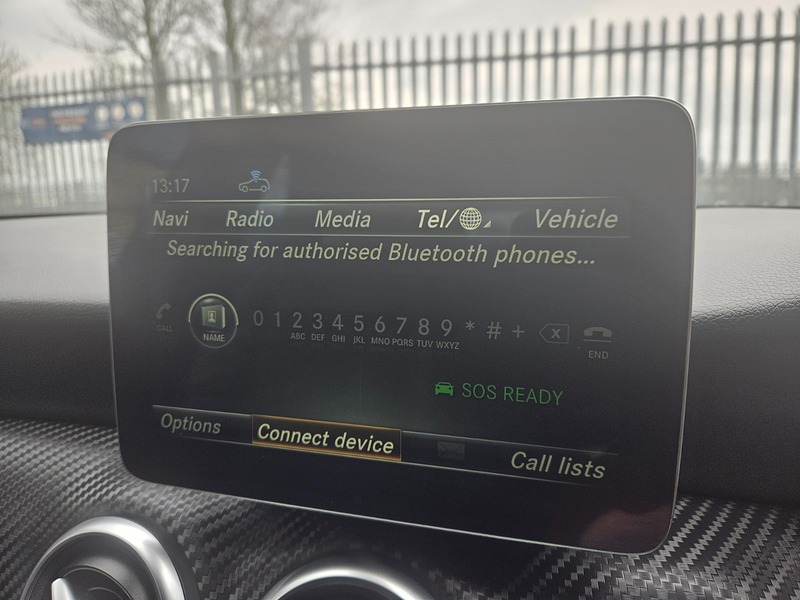 13:17
Navi Radio Media Tel/ Vehicle
Searching for authorised Bluetooth phones...
CALL NAME 0 1 2 3 4 5 6 7 8 9 * # + X END
ABC DEF GHI JKL MNO PQRS TUV WXYZ
SOS READY
Options Connect device Call lists